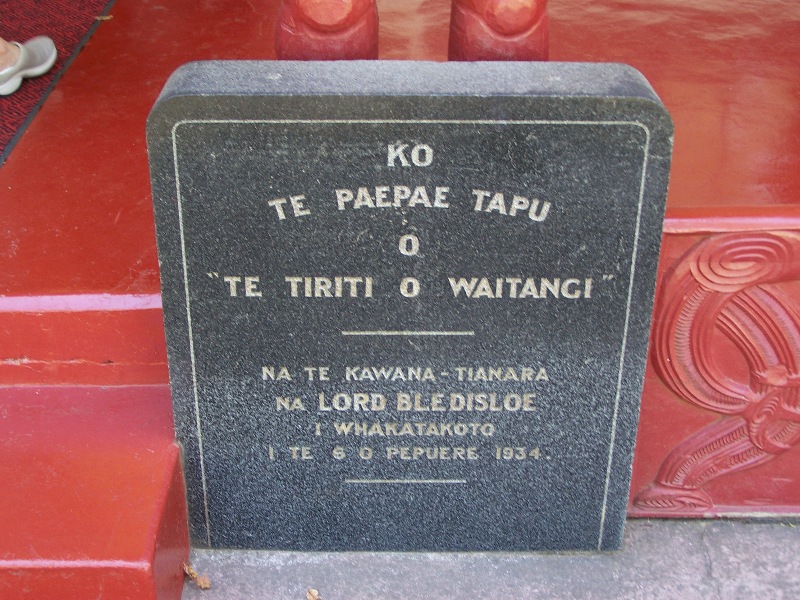 KO
TE PAEPAE TAPU
O
"TE TIRITI O WAITANGI"
NA TE KAWANA-TIANARA
NA LORD BLEDISLOE
I WHAKATAKOTO
I TE 6 O PEPUERE 1934.